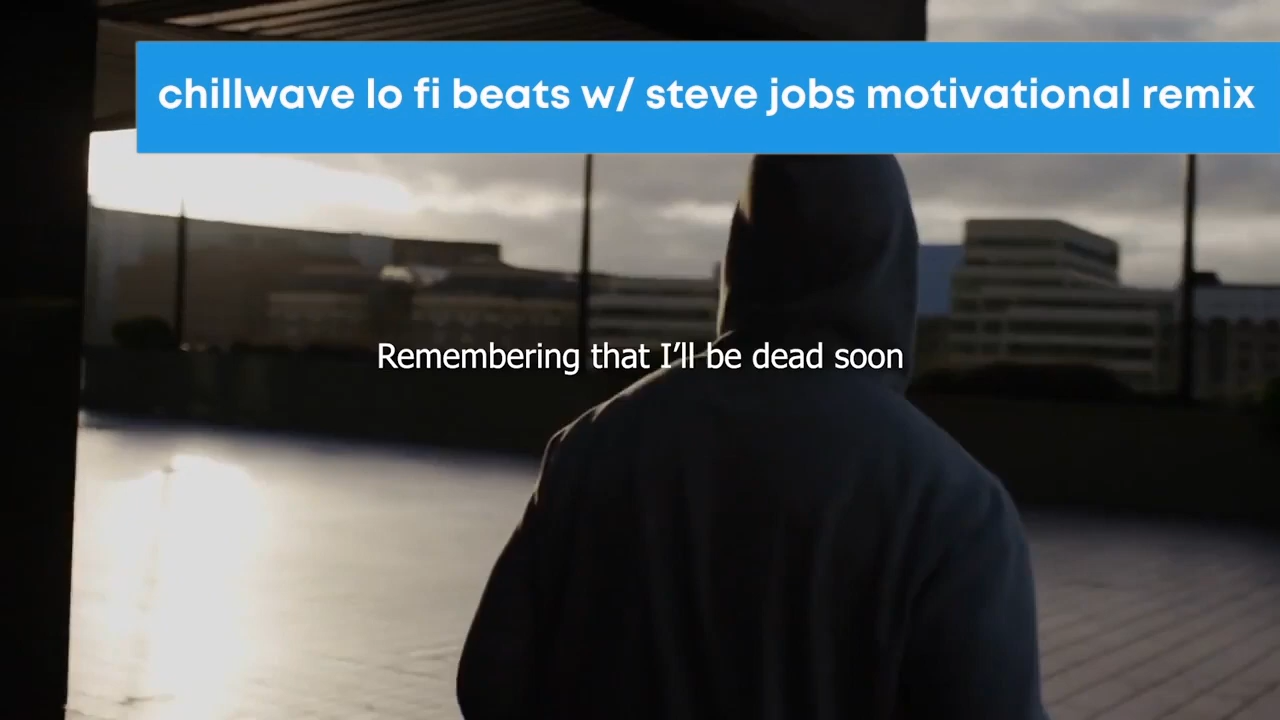 chillwave lo fi beats w/ steve jobs motivational remix
Remembering that I'll be dead soon